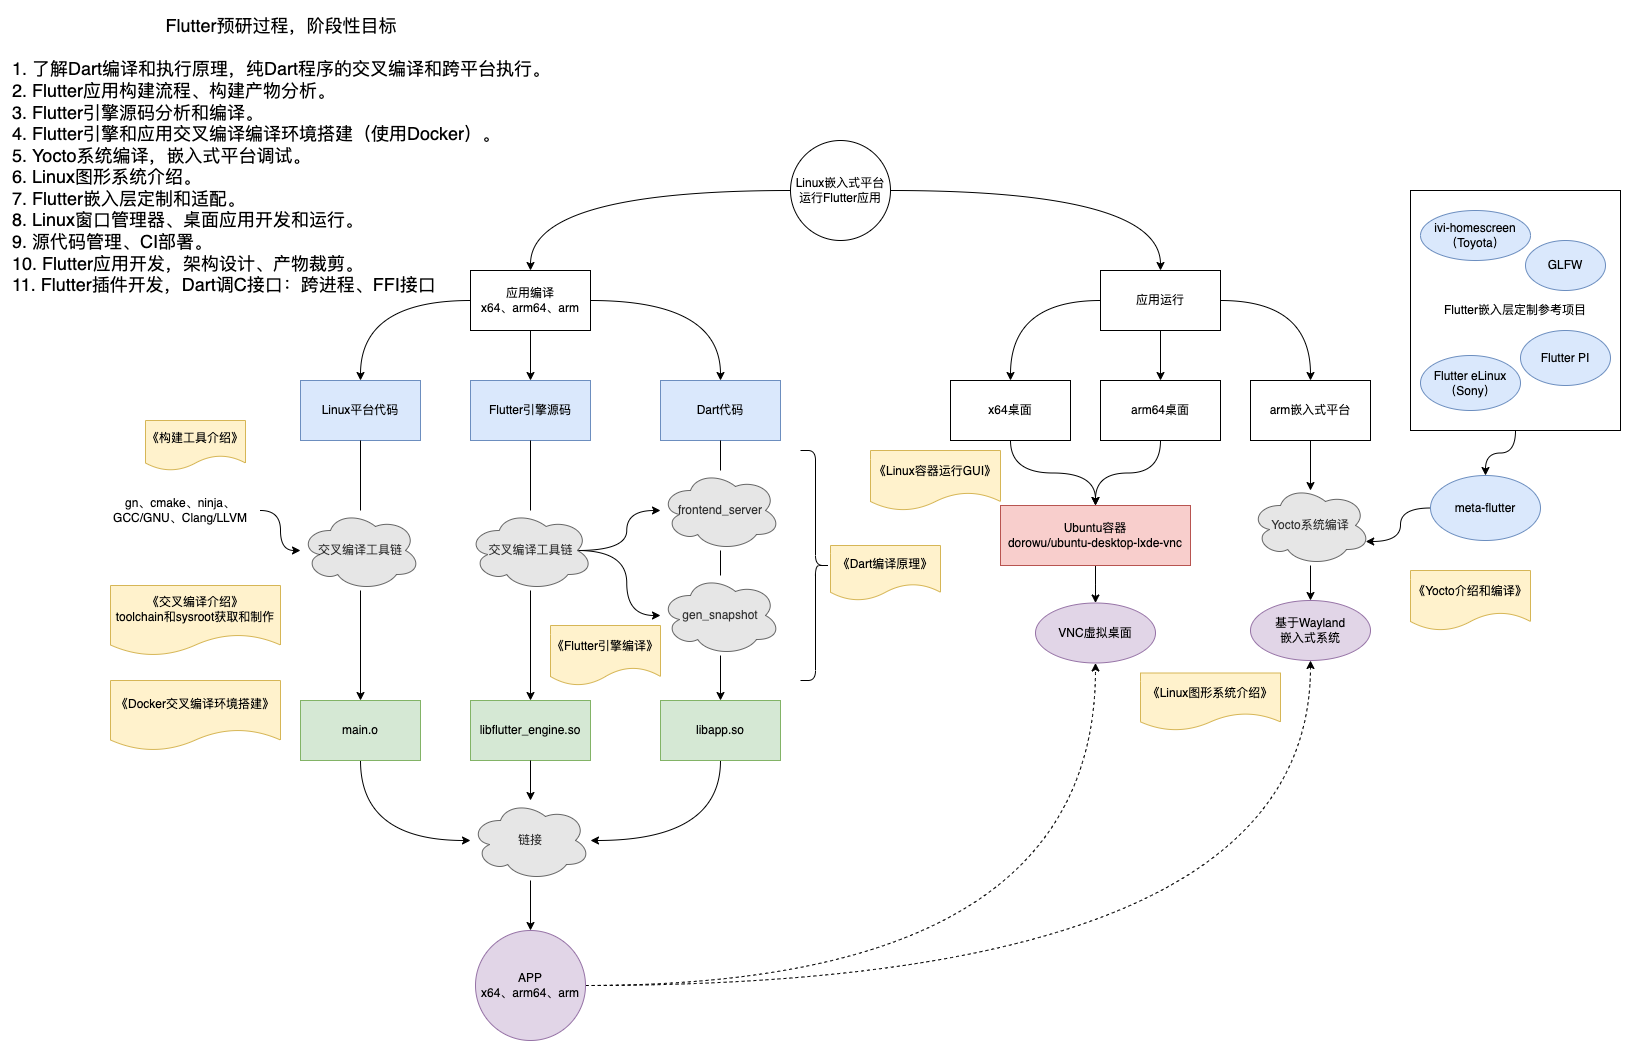 Flutter预研过程，阶段性目标
1. 了解Dart编译和执行原理，纯Dart程序的交叉编译和跨平台执行。
2. Flutter应用构建流程、构建产物分析。
3. Flutter引擎源码分析和编译。
4. Flutter引擎和应用交叉编译编译环境搭建（使用Docker）。
5. Yocto系统编译，嵌入式平台调试。
6. Linux图形系统介绍。
7. Flutter嵌入层定制和适配。
8. Linux窗口管理器、桌面应用开发和运行。
9. 源代码管理、CI部署。
10. Flutter应用开发，架构设计、产物裁剪。
11. Flutter插件开发，Dart调C接口：跨进程、FFI接口
Linux嵌入式平台
运行Flutter应用
应用编译
x64、arm64、arm
应用运行
Linux平台代码
Flutter引擎源码
Dart代码
x64桌面
arm64桌面
arm嵌入式平台
ivi-homescreen
（Toyota）
GLFW
Flutter嵌入层定制参考项目
Flutter PI
Flutter eLinux
（Sony）
《构建工具介绍》
gn、cmake、ninja、
GCC/GNU、Clang/LLVM
交叉编译工具链
交叉编译工具链
frontend_server
gen_snapshot
《Dart编译原理》
《Linux容器运行GUI》
Ubuntu容器
dorowu/ubuntu-desktop-lxde-vnc
Yocto系统编译
meta-flutter
《交叉编译介绍》
toolchain和sysroot获取和制作
《Flutter引擎编译》
VNC虚拟桌面
基于Wayland
嵌入式系统
《Yocto介绍和编译》
《Docker交叉编译环境搭建》
《Linux图形系统介绍》
main.o
libflutter_engine.so
libapp.so
链接
APP
x64、arm64、arm